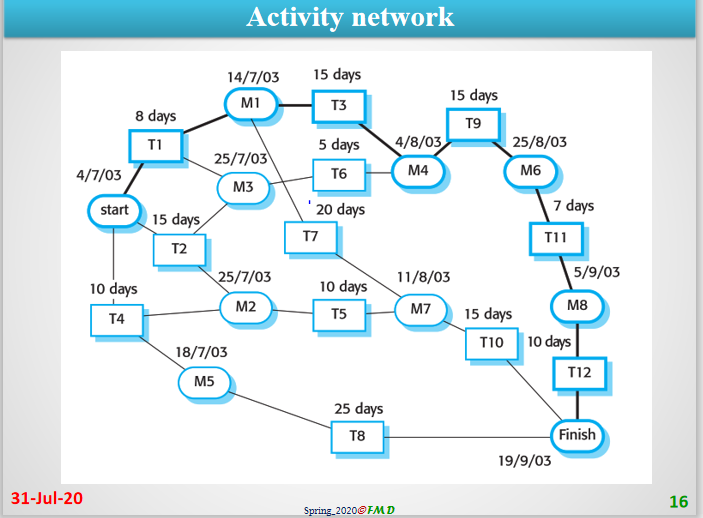 Activity network
14/7/03
15 days
M1
T3
15 days
8 days
T9
T1
5 days
4/8/03
25/8/03
25/7/03
T6
M4
M6
4/7/03
M3
start
15 days
20 days
7 days
T7
T11
T2
5/9/03
10 days
25/7/03
10 days
11/8/03
M8
T4
M2
T5
M7
15 days
T10
10 days
18/7/03
T12
M5
25 days
T8
Finish
19/9/03
31-Jul-20
Spring_2020@FMD
16